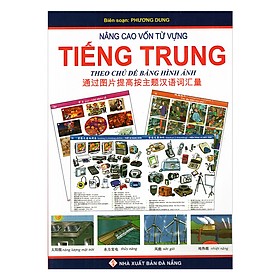 Biên soạn: PHƯƠNG DUNG
NÂNG CAO VỐN TỪ VỰNG
TIẾNG TRUNG
THEO CHỦ ĐỀ BẰNG HÌNH ẢNH
通过图片提高按主题汉语词汇量
太阳能 năng lượng mặt trời
水力发电 thủy năng
风能 sức gió
地热能 nhiệt năng
NHÀ XUẤT BẢN ĐÀ NẴNG